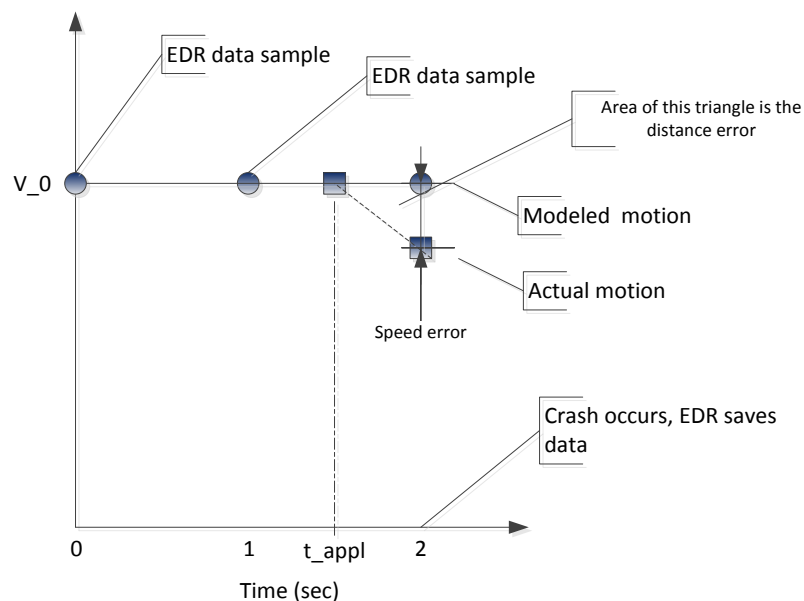 EDR data sample
EDR data sample
Area of this triangle is the
distance error
V_0
Modeled motion
Actual motion
Speed error
Crash occurs, EDR saves
data
0
1
t_appl
2
Time (sec)